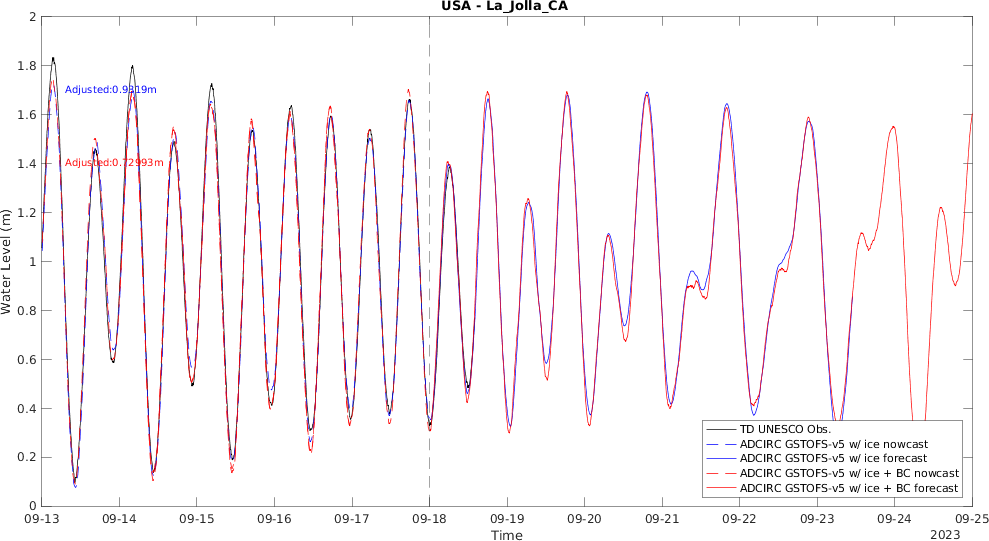 USA - La_Jolla_CA
Water Level (m)
2
1.8
1.6
1.4
1.2
1
0.8
0.6
0.4
0.2
0
Adjusted:0.9319m
Adjusted:0.72993m
TD UNESCO Obs.
ADCIRC GSTOFS-v5 w/ ice nowcast
ADCIRC GSTOFS-v5 w/ ice forecast
ADCIRC GSTOFS-v5 w/ ice + BC nowcast
ADCIRC GSTOFS-v5 w/ ice + BC forecast
09-13 09-14 09-15 09-16 09-17 09-18 09-19 09-20 09-21 09-22 09-23 09-24 09-25
Time
2023